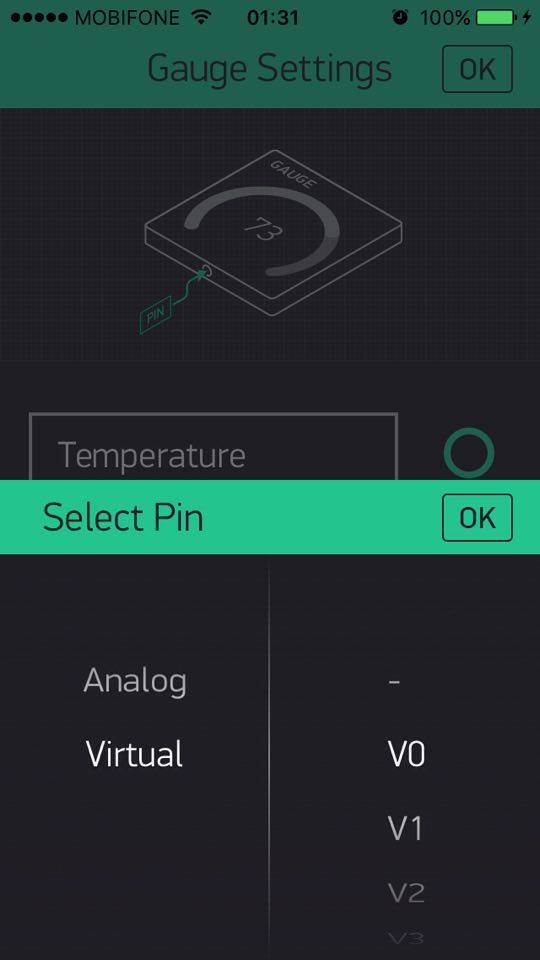 MOBIFONE 01:31 100%
Gauge Settings OK
GAUGE
73
PIN
Temperature
Select Pin OK
Analog -
Virtual V0
V1
V2
V3